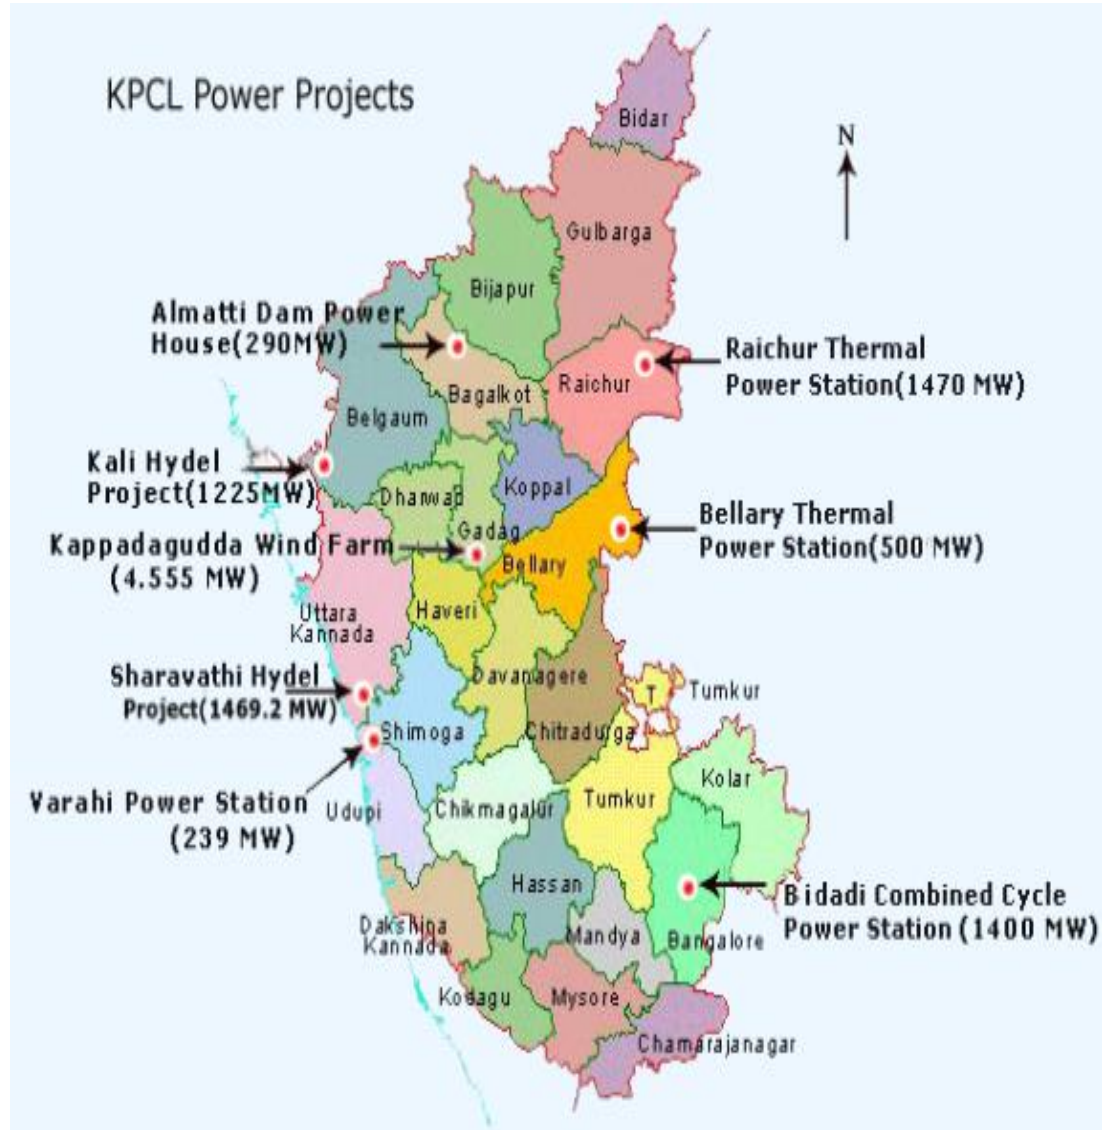 KPCL Power Projects
N
Bidar
Gulbarga
Bijapur
Almatti Dam Power
House(290MW)
Raichur Thermal
Power Station(1470 MW)
Raichur
Bagalkot
Belgaum
Kali Hydel
Project(1225MW)
Dharwad
Koppal
Gadag
Bellary Thermal
Power Station(500 MW)
Kappadagudda Wind Farm
(4.555 MW)
Bellary
Haveri
Uttara
Kannada
Sharavathi Hydel
Project(1469.2 MW)
Davanagere
T
Tumkur
Shimoga
Chitradurga
Kolar
Varahi Power Station
(239 MW)
Udupi
Chikmagalur
Tumkur
Hassan
Bidadi Combined Cycle
Power Station (1400 MW)
Dakshina
Kannada
Mandya
Bangalore
Kodagu
Mysore
Chamarajanagar